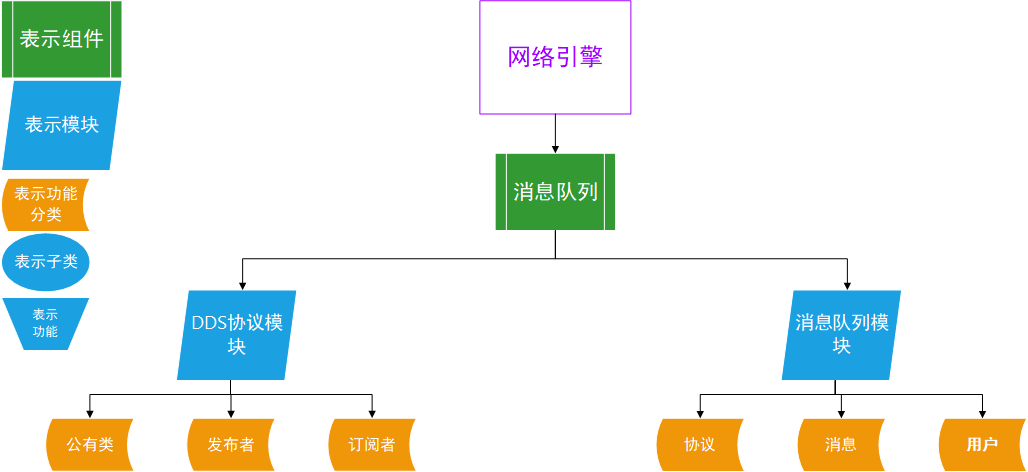 表示组件
表示模块
表示功能
分类
表示子类
表示
功能
网络引擎
消息队列
DDS协议模
块
消息队列模
块
公有类
发布者
订阅者
协议
消息
用户